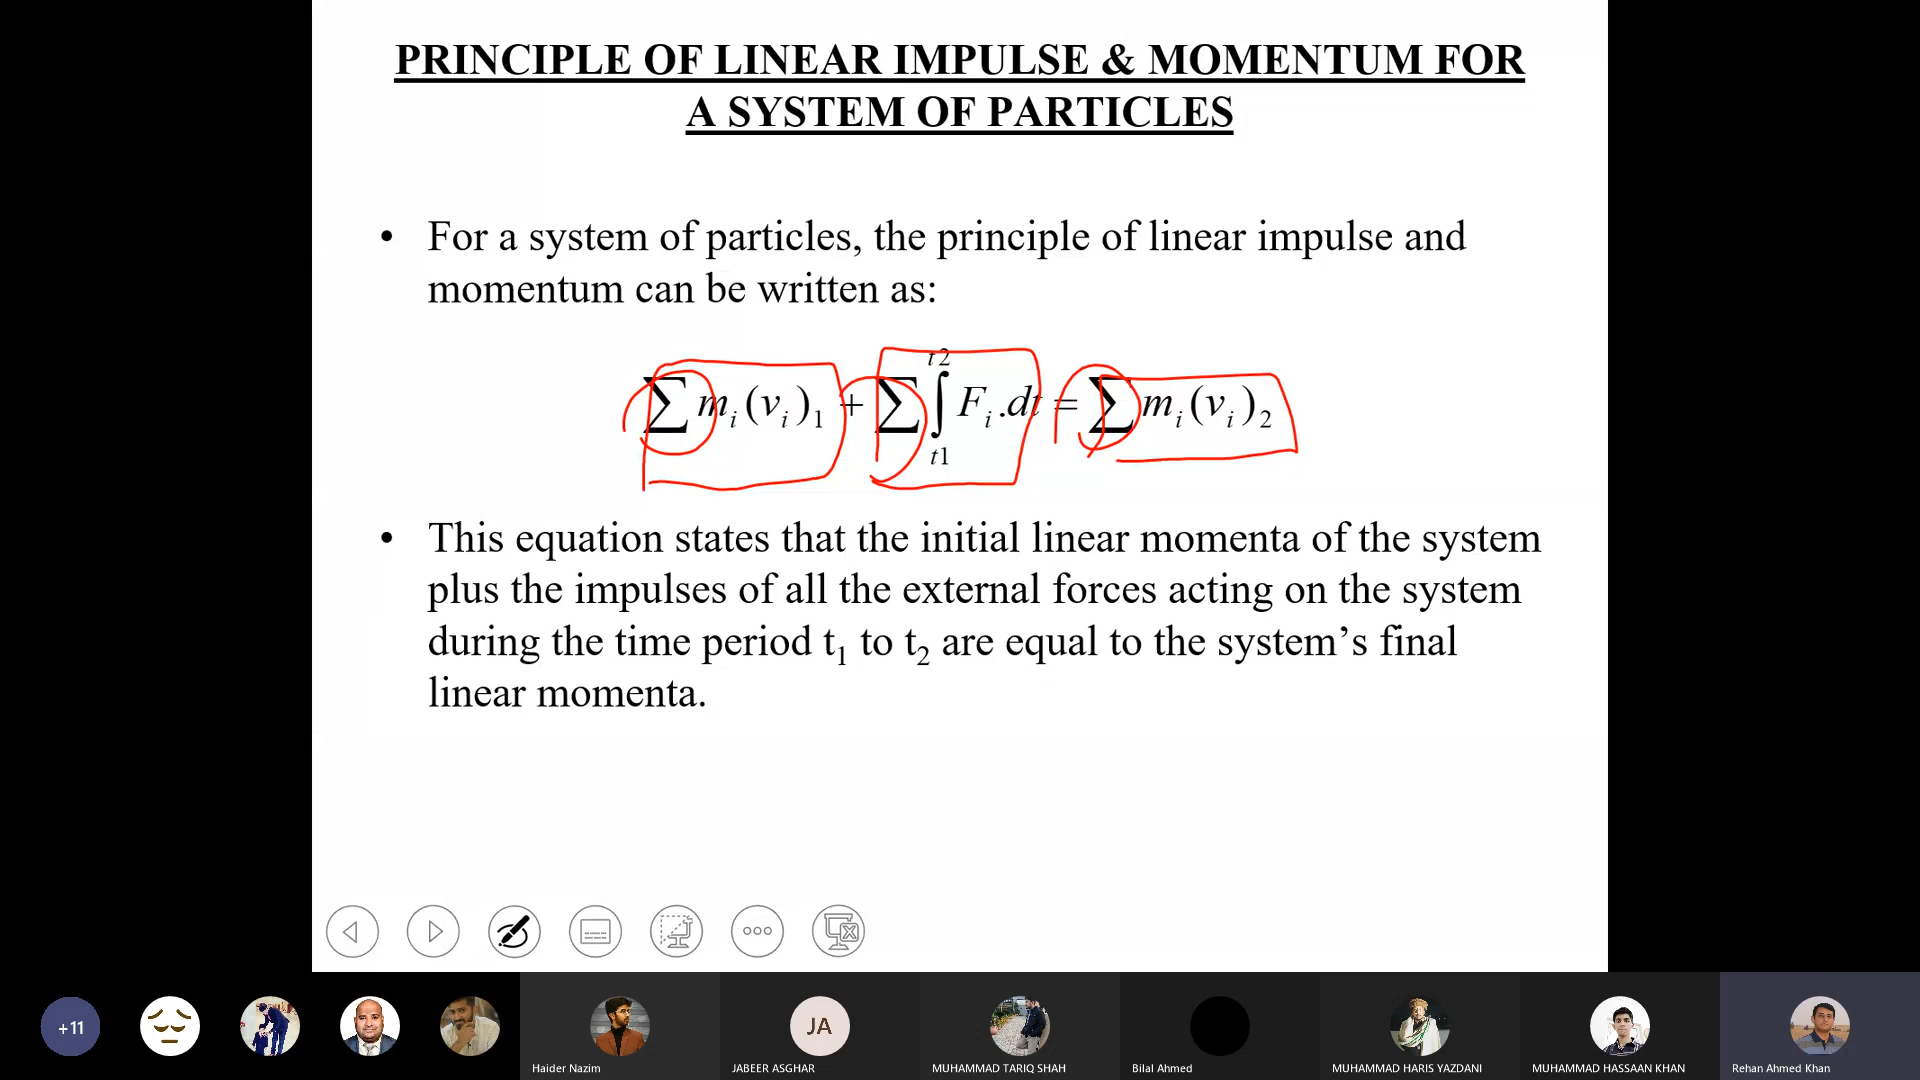 PRINCIPLE OF LINEAR IMPULSE & MOMENTUM FOR
A SYSTEM OF PARTICLES
• For a system of particles, the principle of linear impulse and
momentum can be written as:
∑ mᵢ(vᵢ)₁ + ∑ ∫_{t1}^{t2} Fᵢ.dt = ∑ mᵢ(vᵢ)₂
• This equation states that the initial linear momenta of the system
plus the impulses of all the external forces acting on the system
during the time period t₁ to t₂ are equal to the system’s final
linear momenta.
+11
JA
Haider Nazim
JABEER ASGHAR
MUHAMMAD TARIQ SHAH
Bilal Ahmed
MUHAMMAD HARIS YAZDANI
MUHAMMAD HASSAAN KHAN
Rehan Ahmed Khan